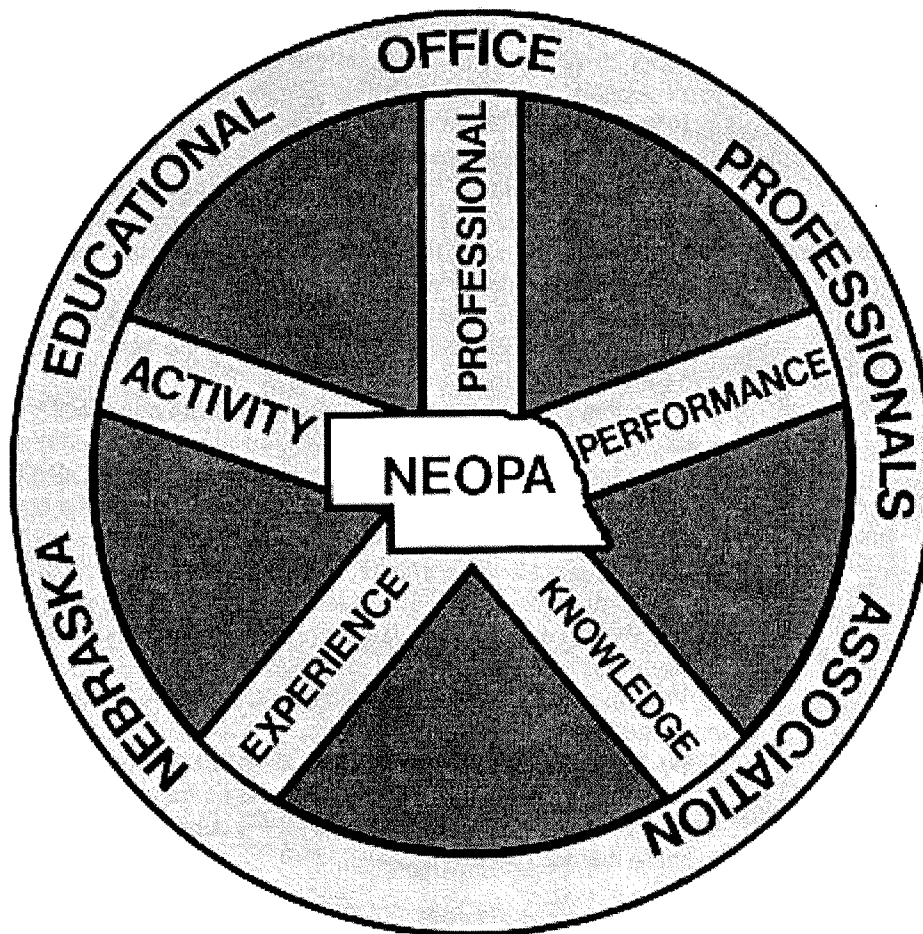 NEBRASKA EDUCATIONAL OFFICE PROFESSIONALS ASSOCIATION
PROFESSIONAL
ACTIVITY
PERFORMANCE
NEOPA
EXPERIENCE
KNOWLEDGE